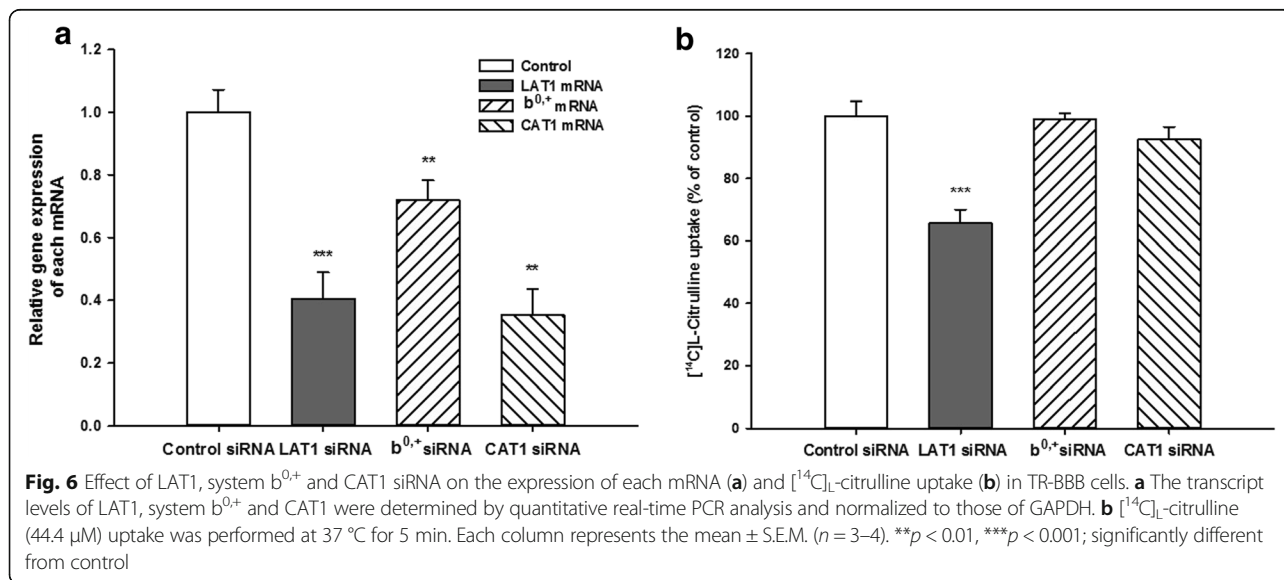 a
1.2
1.0
0.8
0.6
0.4
0.2
0.0
Relative gene expression
of each mRNA
Control
LAT1 mRNA
b⁰,⁺ mRNA
CAT1 mRNA
***
**
**
Control siRNA LAT1 siRNA b⁰,⁺ siRNA CAT1 siRNA
b
120
100
80
60
40
20
0
[¹⁴C]L-Citrulline uptake (% of control)
***
Control siRNA LAT1 siRNA b⁰,⁺ siRNA CAT1 siRNA
Fig. 6 Effect of LAT1, system b⁰,⁺ and CAT1 siRNA on the expression of each mRNA (a) and [¹⁴C]L-citrulline uptake (b) in TR-BBB cells. a The transcript
levels of LAT1, system b⁰,⁺ and CAT1 were determined by quantitative real-time PCR analysis and normalized to those of GAPDH. b [¹⁴C]L-citrulline
(44.4 μM) uptake was performed at 37 °C for 5 min. Each column represents the mean ± S.E.M. (n = 3–4). **p < 0.01, ***p < 0.001; significantly different
from control